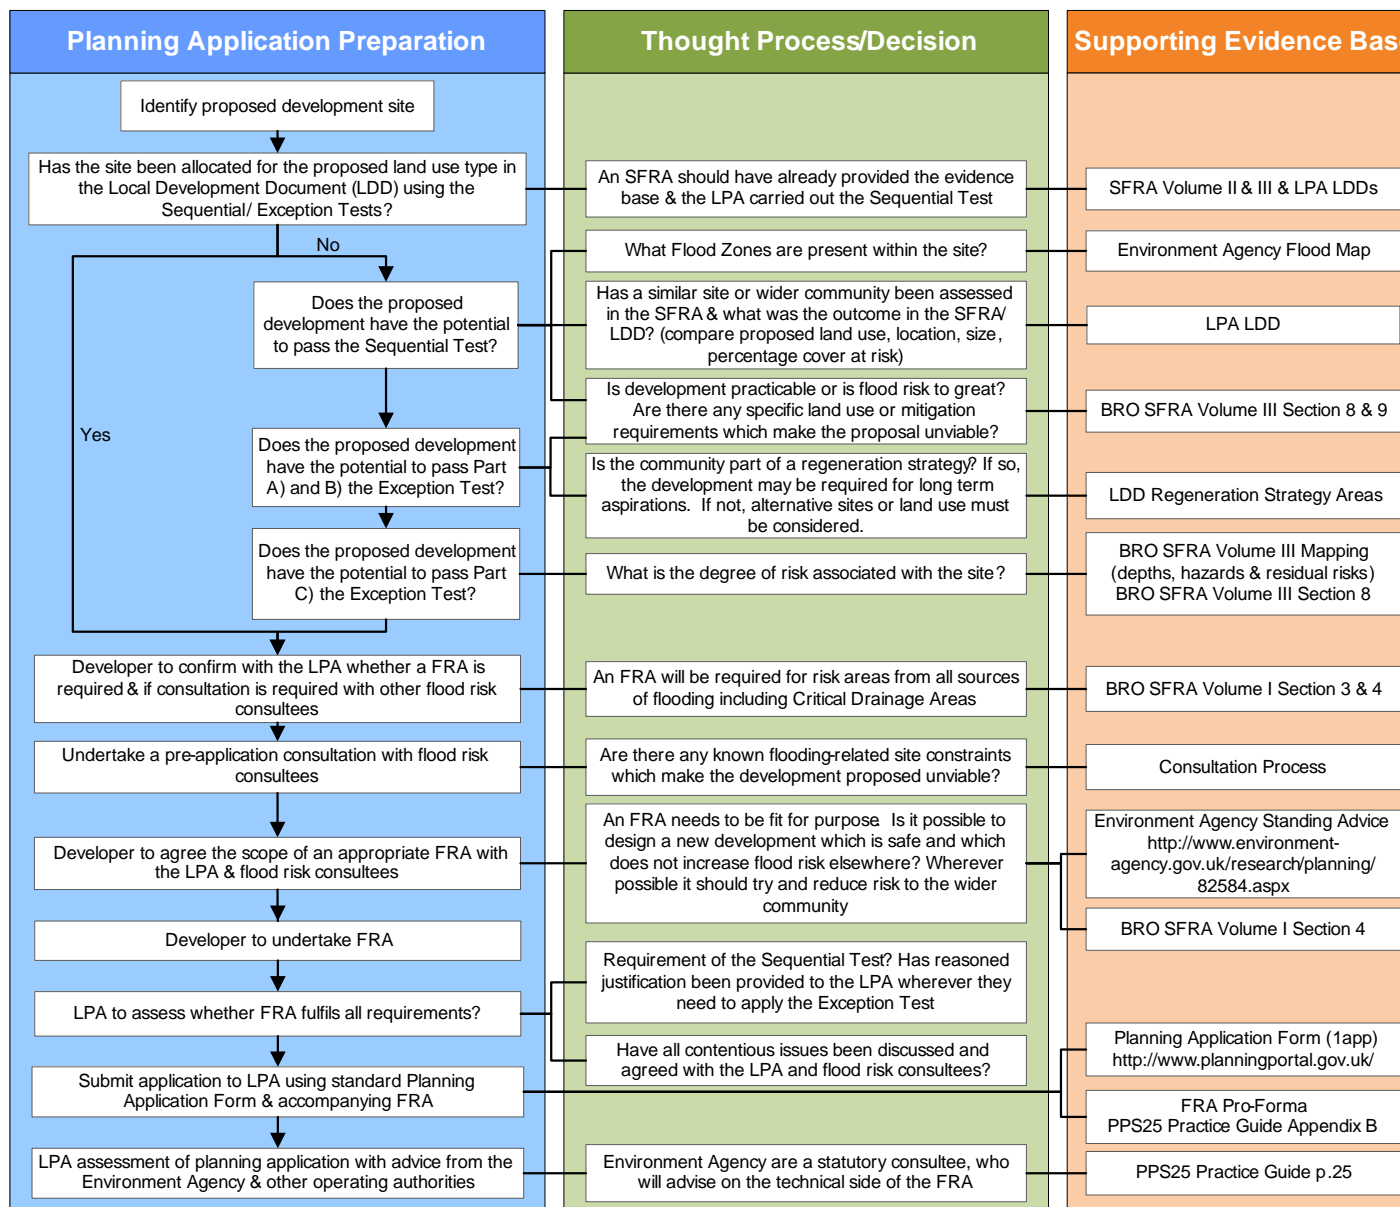 Planning Application Preparation
Thought Process/Decision
Supporting Evidence Bas
Identify proposed development site
Has the site been allocated for the proposed land use type in
the Local Development Document (LDD) using the
Sequential/ Exception Tests?
An SFRA should have already provided the evidence
base & the LPA carried out the Sequential Test
SFRA Volume II & III & LPA LDDs
No
Yes
What Flood Zones are present within the site?
Environment Agency Flood Map
Does the proposed
development have the potential
to pass the Sequential Test?
Has a similar site or wider community been assessed
in the SFRA & what was the outcome in the SFRA/
LDD? (compare proposed land use, location, size,
percentage cover at risk)
LPA LDD
Is development practicable or is flood risk to great?
Are there any specific land use or mitigation
requirements which make the proposal unviable?
BRO SFRA Volume III Section 8 & 9
Does the proposed development
have the potential to pass Part
A) and B) the Exception Test?
Is the community part of a regeneration strategy? If so,
the development may be required for long term
aspirations. If not, alternative sites or land use must
be considered.
LDD Regeneration Strategy Areas
Does the proposed development
have the potential to pass Part
C) the Exception Test?
What is the degree of risk associated with the site?
BRO SFRA Volume III Mapping
(depths, hazards & residual risks)
BRO SFRA Volume III Section 8
Developer to confirm with the LPA whether a FRA is
required & if consultation is required with other flood risk
consultees
An FRA will be required for risk areas from all sources
of flooding including Critical Drainage Areas
BRO SFRA Volume I Section 3 & 4
Undertake a pre-application consultation with flood risk
consultees
Are there any known flooding-related site constraints
which make the development proposed unviable?
Consultation Process
Developer to agree the scope of an appropriate FRA with
the LPA & flood risk consultees
An FRA needs to be fit for purpose. Is it possible to
design a new development which is safe and which
does not increase flood risk elsewhere? Wherever
possible it should try and reduce risk to the wider
community
Environment Agency Standing Advice
http://www.environment-
agency.gov.uk/research/planning/
82584.aspx
BRO SFRA Volume I Section 4
Developer to undertake FRA
LPA to assess whether FRA fulfils all requirements?
Requirement of the Sequential Test? Has reasoned
justification been provided to the LPA wherever they
need to apply the Exception Test
Have all contentious issues been discussed and
agreed with the LPA and flood risk consultees?
Submit application to LPA using standard Planning
Application Form & accompanying FRA
Planning Application Form (1app)
http://www.planningportal.gov.uk/
FRA Pro-Forma
PPS25 Practice Guide Appendix B
LPA assessment of planning application with advice from the
Environment Agency & other operating authorities
Environment Agency are a statutory consultee, who
will advise on the technical side of the FRA
PPS25 Practice Guide p.25